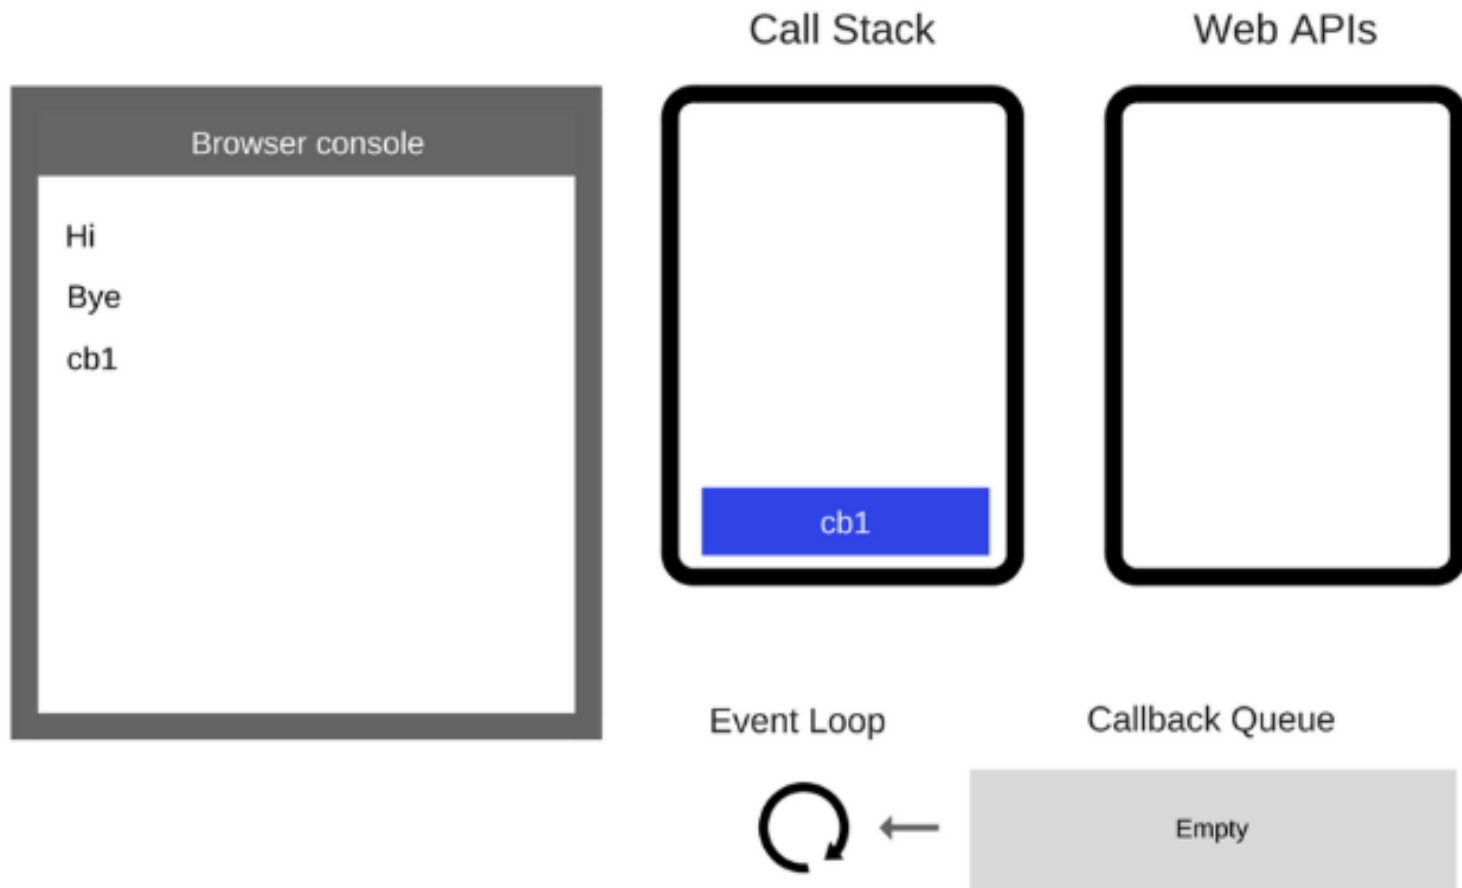 Call Stack
Web APIs
Browser console
Hi
Bye
cb1
cb1
Event Loop
Callback Queue
Empty